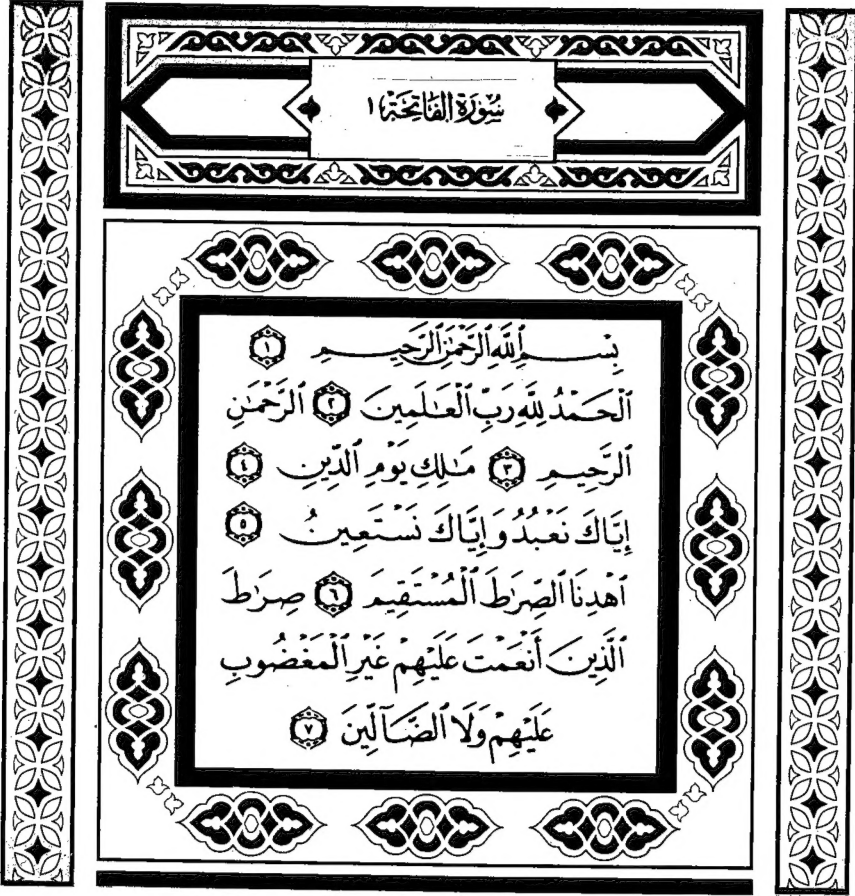 سُورَةُ الفَاتِحَةِ ١
بِسْمِ ٱللَّهِ ٱلرَّحْمَٰنِ ٱلرَّحِيمِ ١
ٱلْحَمْدُ لِلَّهِ رَبِّ ٱلْعَٰلَمِينَ ٢ ٱلرَّحْمَٰنِ
ٱلرَّحِيمِ ٣ مَٰلِكِ يَوْمِ ٱلدِّينِ ٤
إِيَّاكَ نَعْبُدُ وَإِيَّاكَ نَسْتَعِينُ ٥
ٱهْدِنَا ٱلصِّرَٰطَ ٱلْمُسْتَقِيمَ ٦ صِرَٰطَ
ٱلَّذِينَ أَنْعَمْتَ عَلَيْهِمْ غَيْرِ ٱلْمَغْضُوبِ
عَلَيْهِمْ وَلَا ٱلضَّآلِّينَ ٧